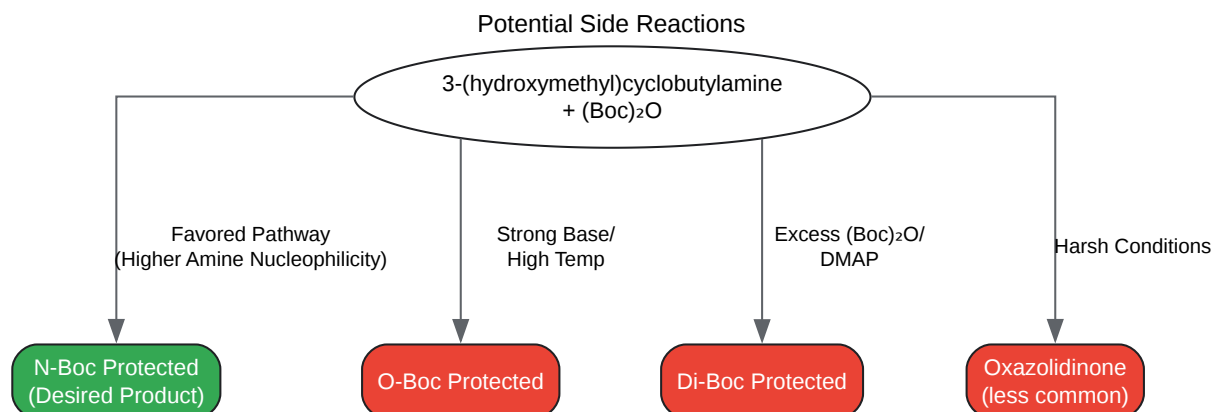 Potential Side Reactions
3-(hydroxymethyl)cyclobutylamine
+ (Boc)₂O
Favored Pathway
(Higher Amine Nucleophilicity)
Strong Base/
High Temp
Excess (Boc)₂O/
DMAP
Harsh Conditions
N-Boc Protected
(Desired Product)
O-Boc Protected
Di-Boc Protected
Oxazolidinone
(less common)